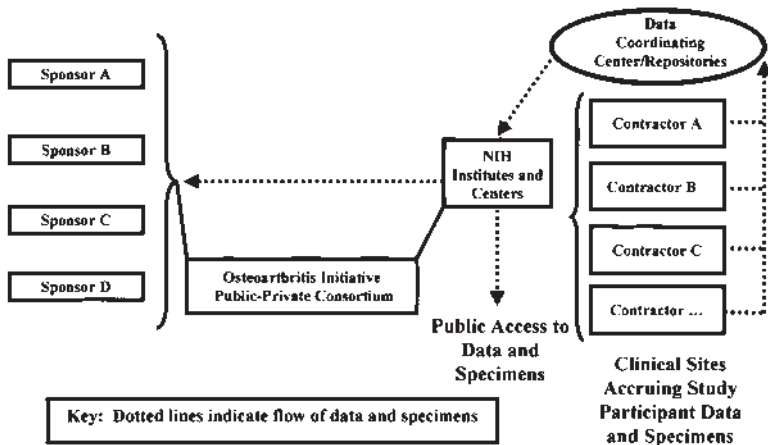 Data
Coordinating
Center/Repositories
Sponsor A
Sponsor B
Sponsor C
Sponsor D
NIH
Institutes and
Centers
Contractor A
Contractor B
Contractor C
Contractor ...
Osteoarthritis Initiative
Public-Private Consortium
Public Access to
Data and
Specimens
Clinical Sites
Accruing Study
Participant Data
and Specimens
Key: Dotted lines indicate flow of data and specimens